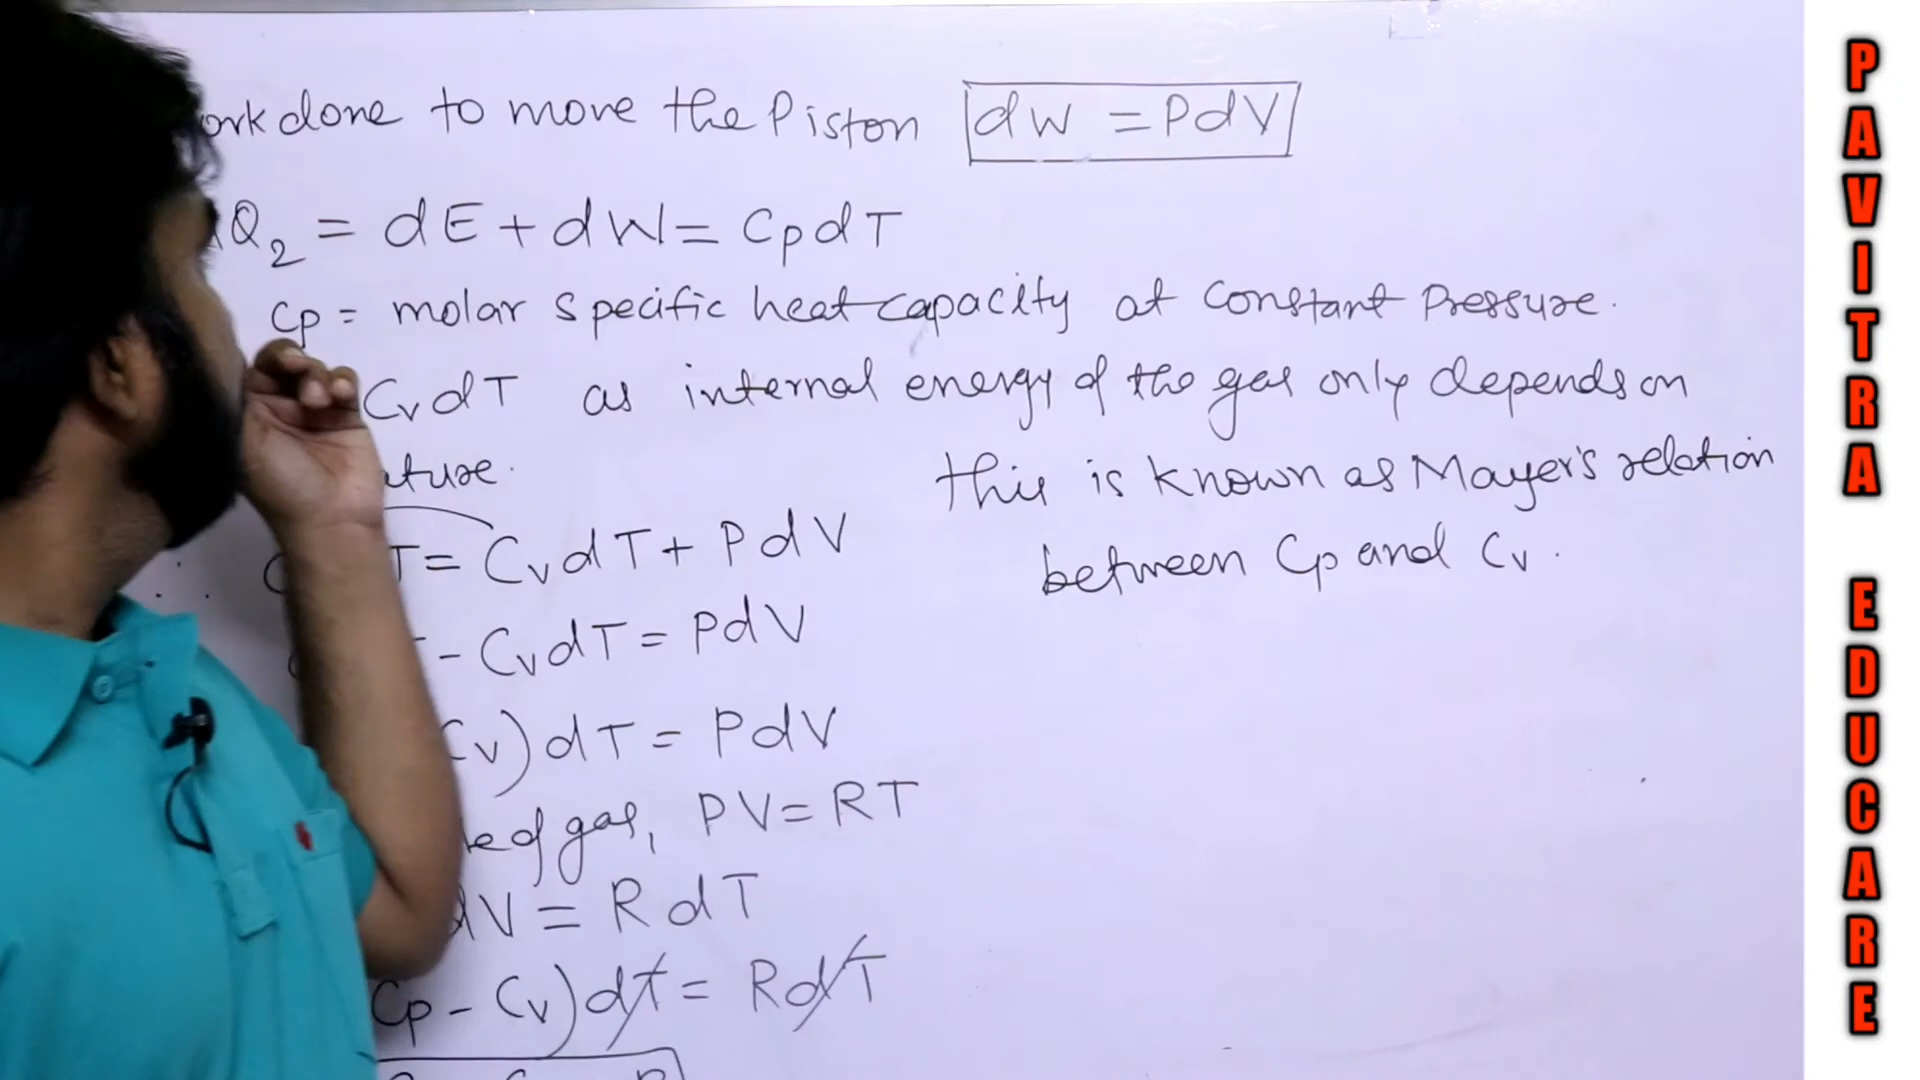 ork done to move the Piston dW = PdV
Q₂ = dE + dW = CpdT
Cp = molar specific heat capacity at constant Pressure.
CvdT as internal energy of the gas only depends on
ature.
T = CvdT + PdV
- CvdT = PdV
Cv)dT = PdV
le of gas, PV = RT
dV = RdT
Cp - Cv)dT = RdT
this is known as Mayer's relation
between Cp and Cv.
PAVITRA EDUCARE